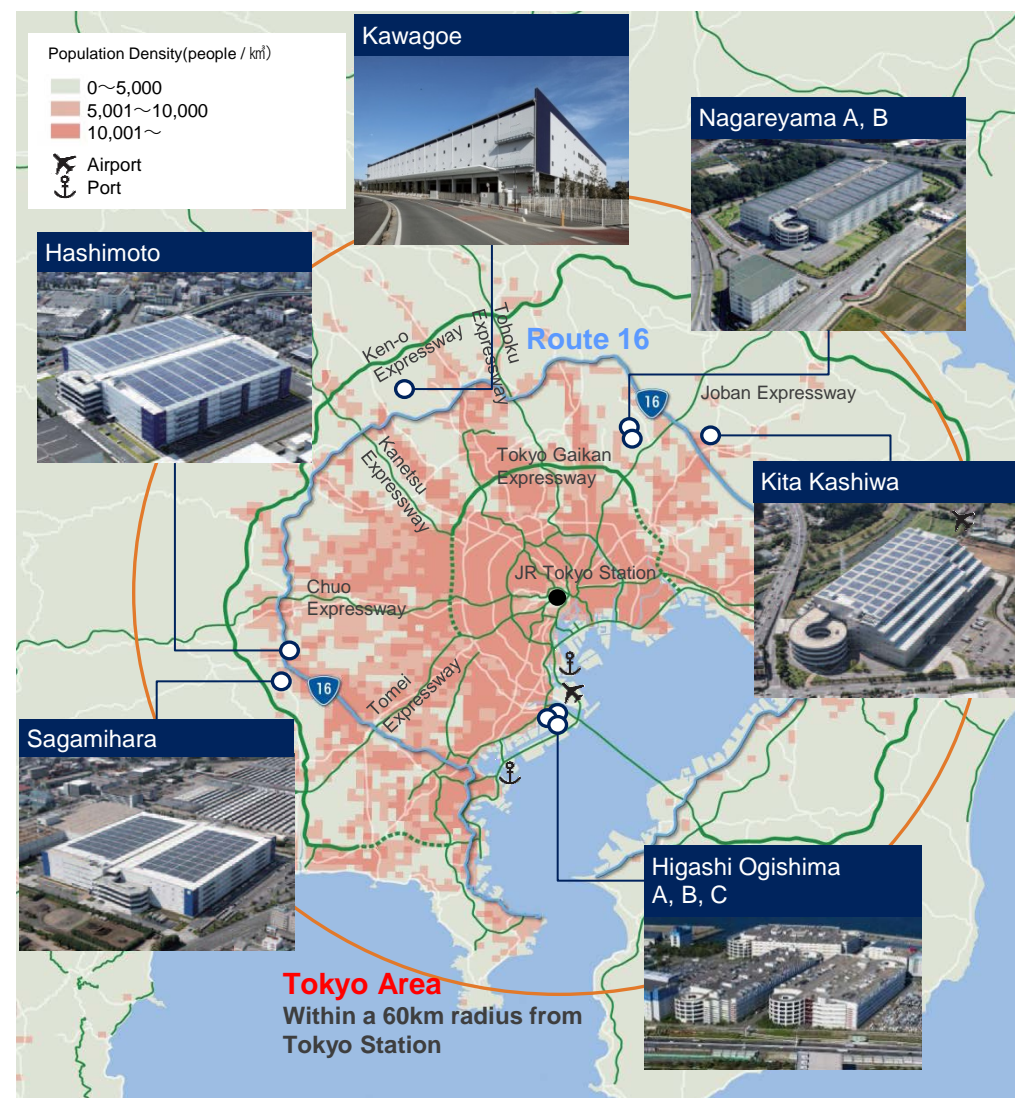 Population Density(people / ㎢)
0～5,000
5,001～10,000
10,001～
Airport
Port
Kawagoe
Nagareyama A, B
Hashimoto
Ken-o
Expressway
Tohoku
Expressway
Route 16
16
Joban Expressway
Kanetsu
Expressway
Tokyo Gaikan
Expressway
Kita Kashiwa
JR Tokyo Station
Chuo
Expressway
16
Tomei
Expressway
Sagamihara
Higashi Ogishima
A, B, C
Tokyo Area
Within a 60km radius from
Tokyo Station